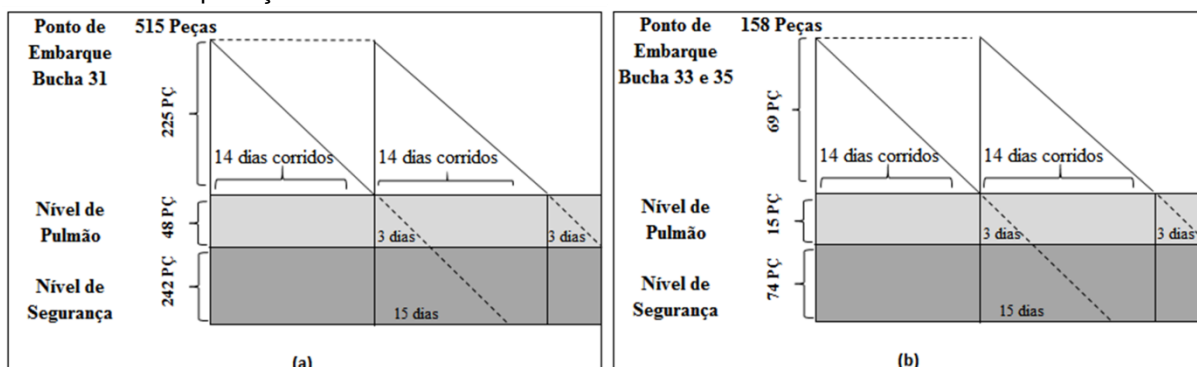 Ponto de
Embarque
Bucha 31
515 Peças
225 PÇ
14 dias corridos
14 dias corridos
Nível de
Pulmão
48 PÇ
3 dias
3 dias
Nível de
Segurança
242 PÇ
15 dias
(a)
Ponto de
Embarque
Bucha 33 e 35
158 Peças
69 PÇ
14 dias corridos
14 dias corridos
Nível de
Pulmão
15 PÇ
3 dias
3 dias
Nível de
Segurança
74 PÇ
15 dias
(b)